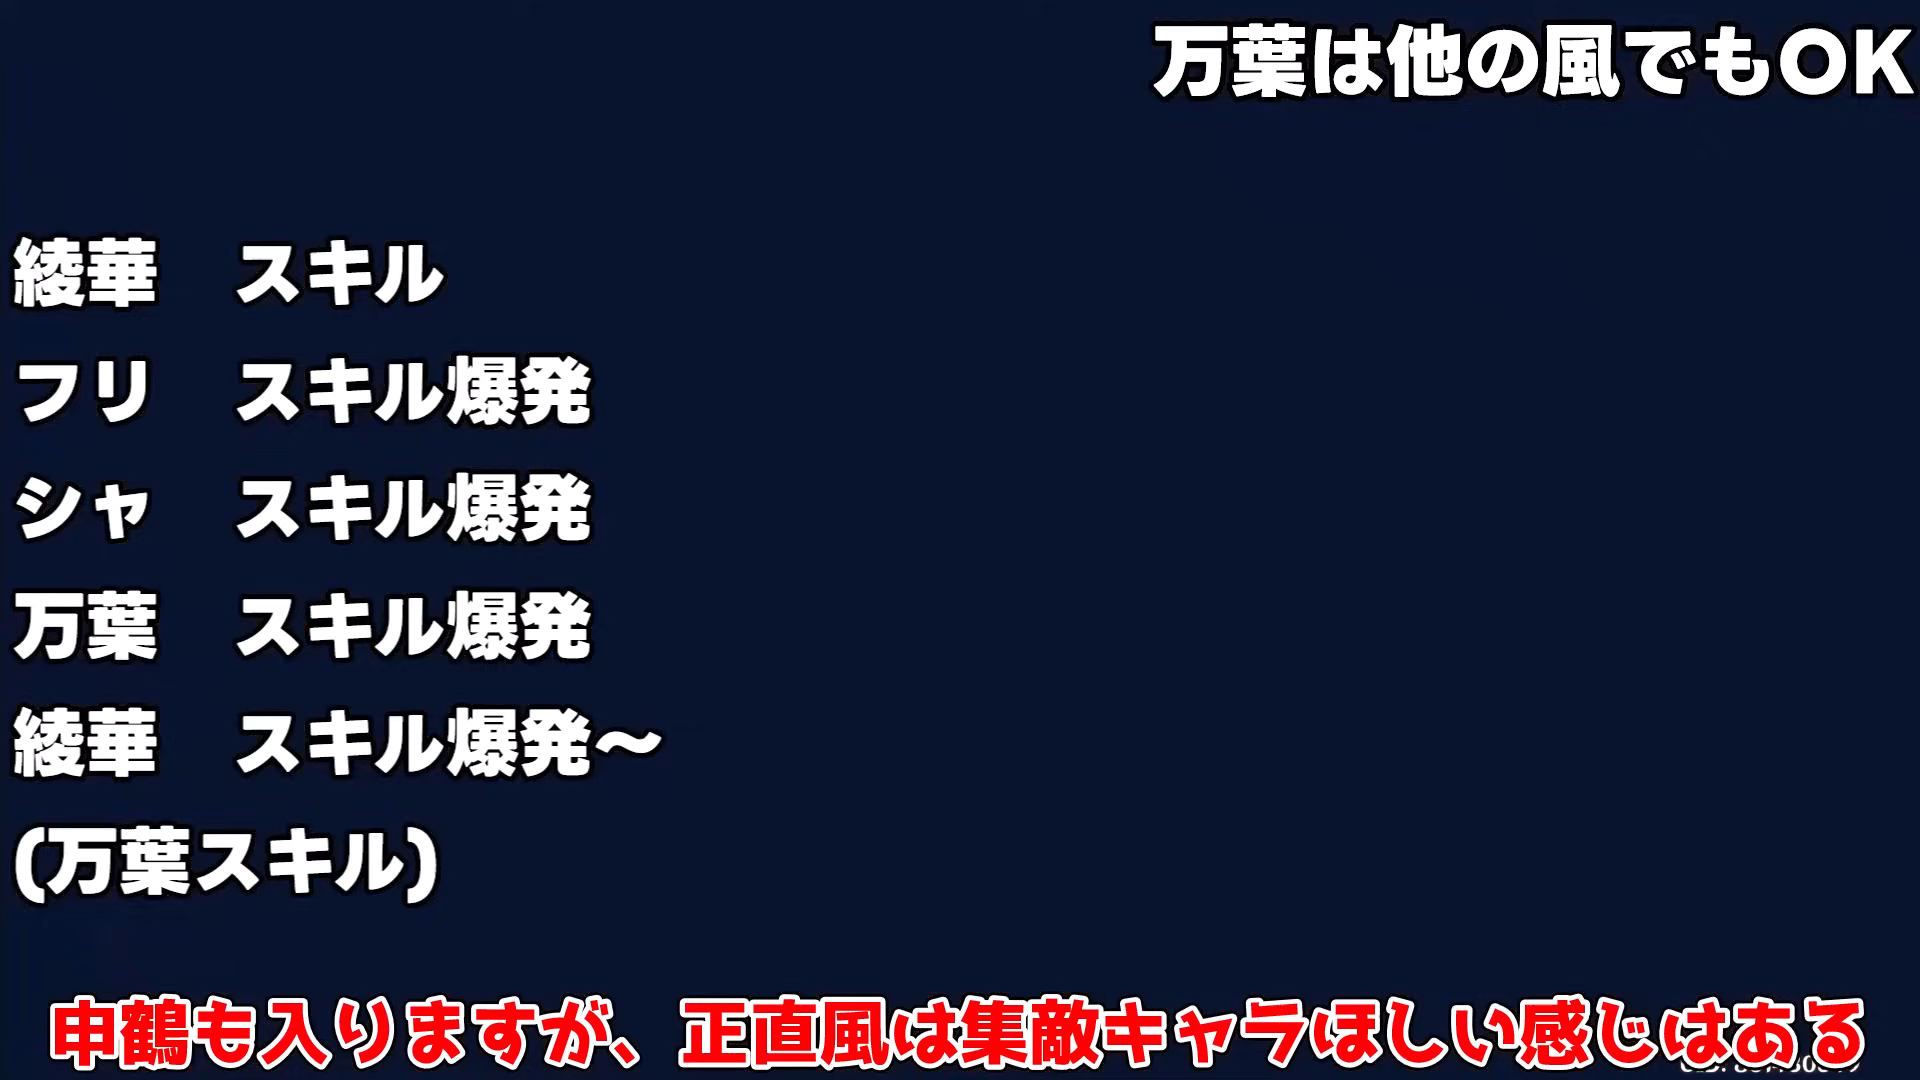 万葉は他の風でもOK
綾華　スキル
フリ　スキル爆発
シャ　スキル爆発
万葉　スキル爆発
綾華　スキル爆発～
(万葉スキル)
申鶴も入りますが、正直風は集敵キャラほしい感じはある